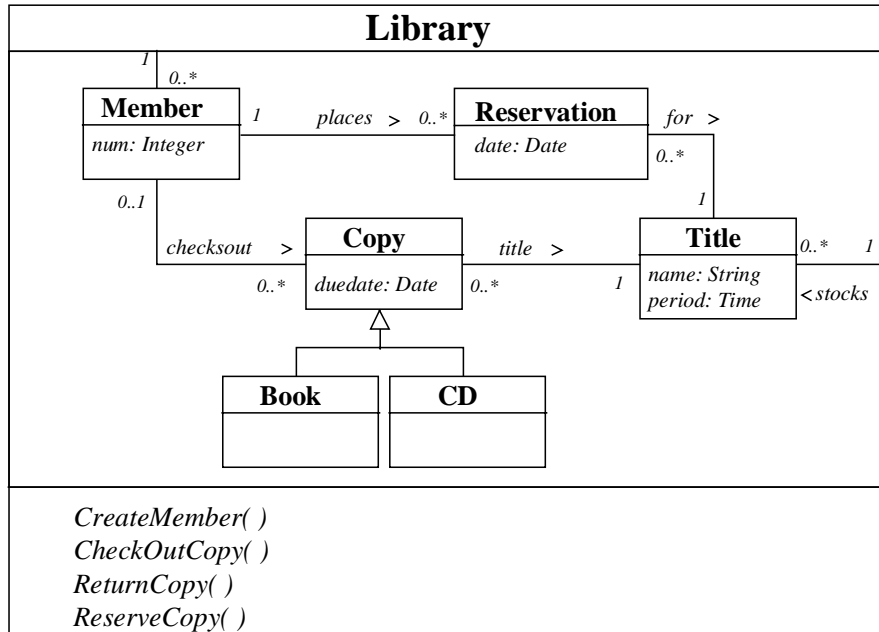 Library
1
0..*
Member
num: Integer
1 places > 0..*
Reservation
date: Date
for >
0..*
1
0..1
checksout >
0..*
Copy
duedate: Date
title >
0..*
1
Title
name: String
period: Time
0..* 1
<stocks
Book
CD
CreateMember( )
CheckOutCopy( )
ReturnCopy( )
ReserveCopy( )